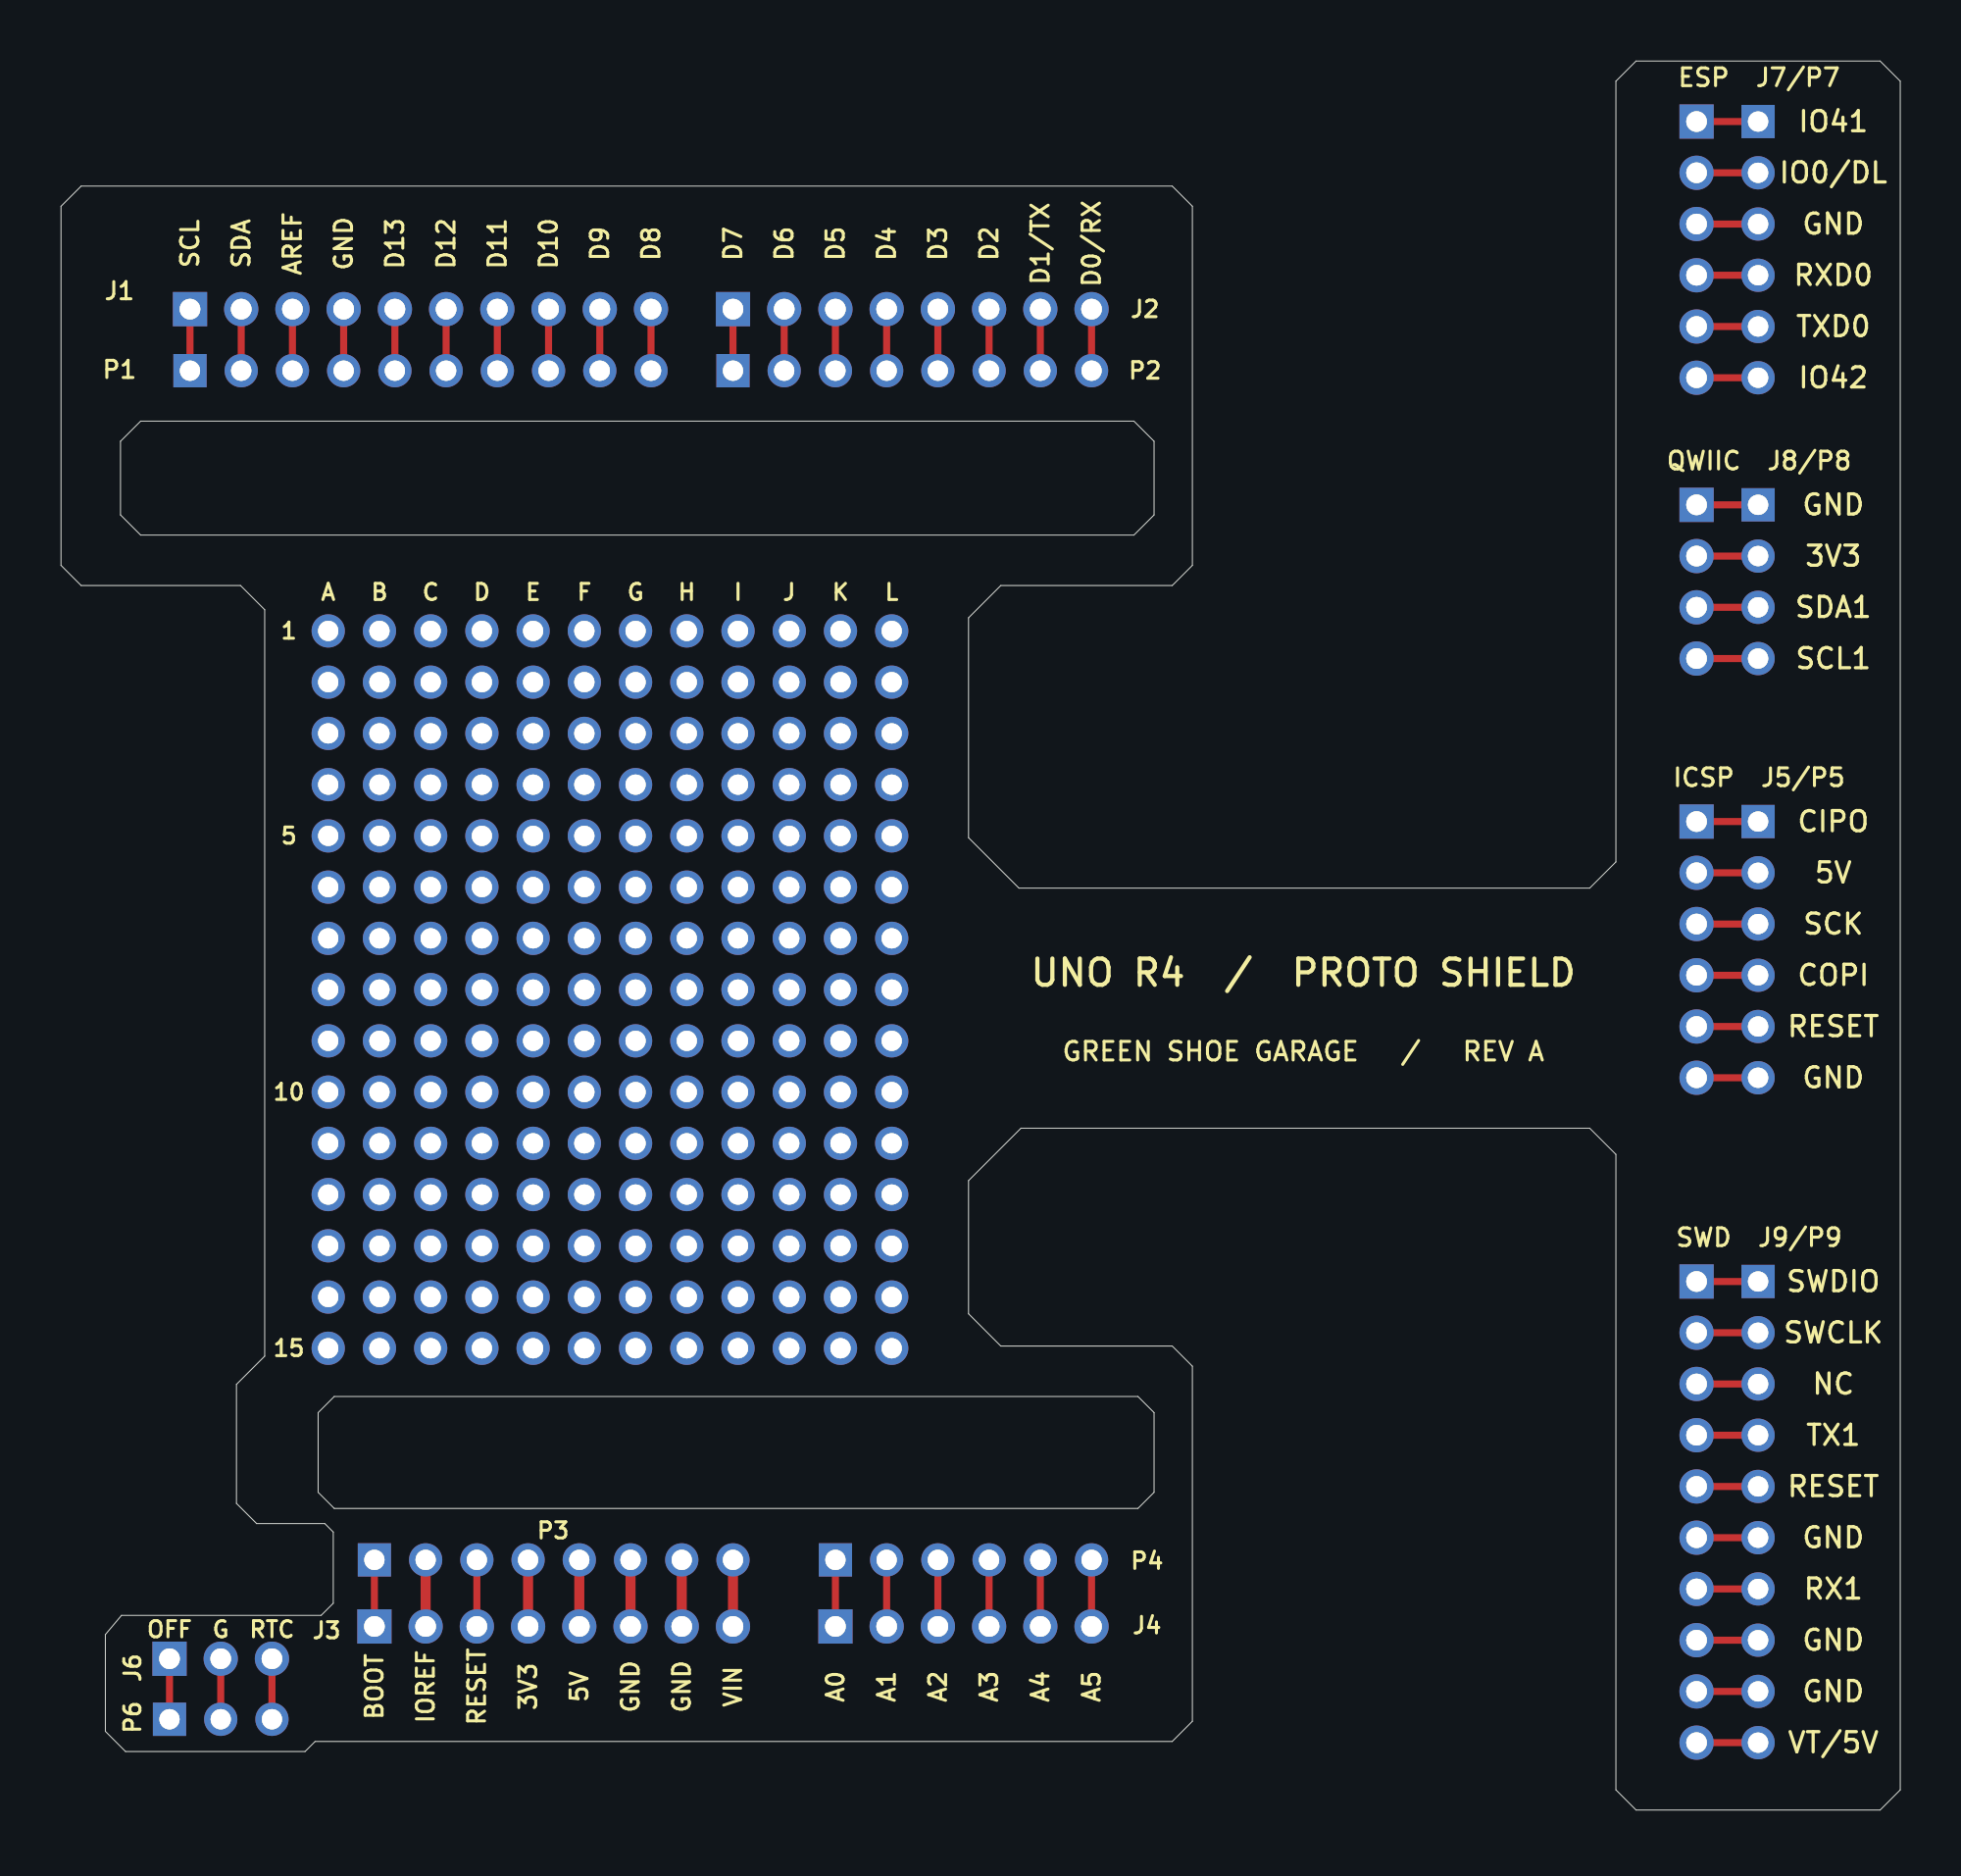 ESP J7/P7
IO41
IO0/DL
GND
RXD0
TXD0
IO42
SCL SDA AREF GND D13 D12 D11 D10 D9 D8 D7 D6 D5 D4 D3 D2 D1/TX D0/RX
J1 J2
P1 P2
QWIIC J8/P8
GND
3V3
SDA1
SCL1
A B C D E F G H I J K L
1
5
10
15
ICSP J5/P5
CIPO
5V
SCK
COPI
RESET
GND
UNO R4 / PROTO SHIELD
GREEN SHOE GARAGE / REV A
SWD J9/P9
SWDIO
SWCLK
NC
TX1
RESET
GND
RX1
GND
GND
VT/5V
P3 P4
OFF G RTC J3 J4
J6
P6
BOOT IOREF RESET 3V3 5V GND GND VIN A0 A1 A2 A3 A4 A5